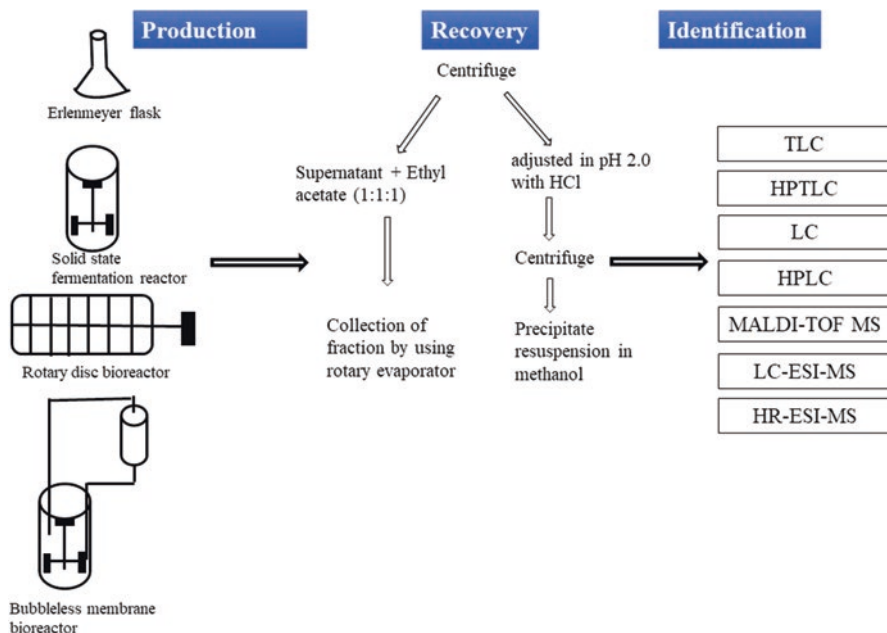 Production
Erlenmeyer flask
Solid state
fermentation reactor
Rotary disc bioreactor
Bubbleless membrane
bioreactor
Recovery
Centrifuge
Supernatant + Ethyl
acetate (1:1:1)
Collection of
fraction by using
rotary evaporator
adjusted in pH 2.0
with HCl
Centrifuge
Precipitate
resuspension in
methanol
Identification
TLC
HPTLC
LC
HPLC
MALDI-TOF MS
LC-ESI-MS
HR-ESI-MS